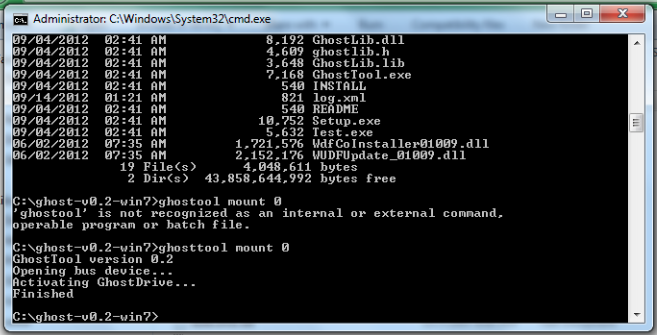 Administrator: C:\Windows\System32\cmd.exe
09/04/2012  02:41 AM             8,192 GhostLib.dll
09/04/2012  02:41 AM             4,609 ghostlib.h
09/04/2012  02:41 AM             3,648 GhostLib.lib
09/04/2012  02:41 AM             7,168 GhostTool.exe
09/04/2012  02:41 AM               540 INSTALL
09/14/2012  01:21 AM               821 log.xml
09/04/2012  02:41 AM               540 README
09/04/2012  02:41 AM            10,752 Setup.exe
09/04/2012  02:41 AM             5,632 Test.exe
06/02/2012  07:35 AM         1,721,576 WdfCoInstaller01009.dll
06/02/2012  07:35 AM         2,152,176 WUDFUpdate_01009.dll
              19 File(s)      4,048,611 bytes
               2 Dir(s)  43,858,644,992 bytes free
C:\ghost-v0.2-win7>ghostool mount 0
'ghostool' is not recognized as an internal or external command,
operable program or batch file.
C:\ghost-v0.2-win7>ghosttool mount 0
GhostTool version 0.2
Opening bus device...
Activating GhostDrive...
Finished
C:\ghost-v0.2-win7>